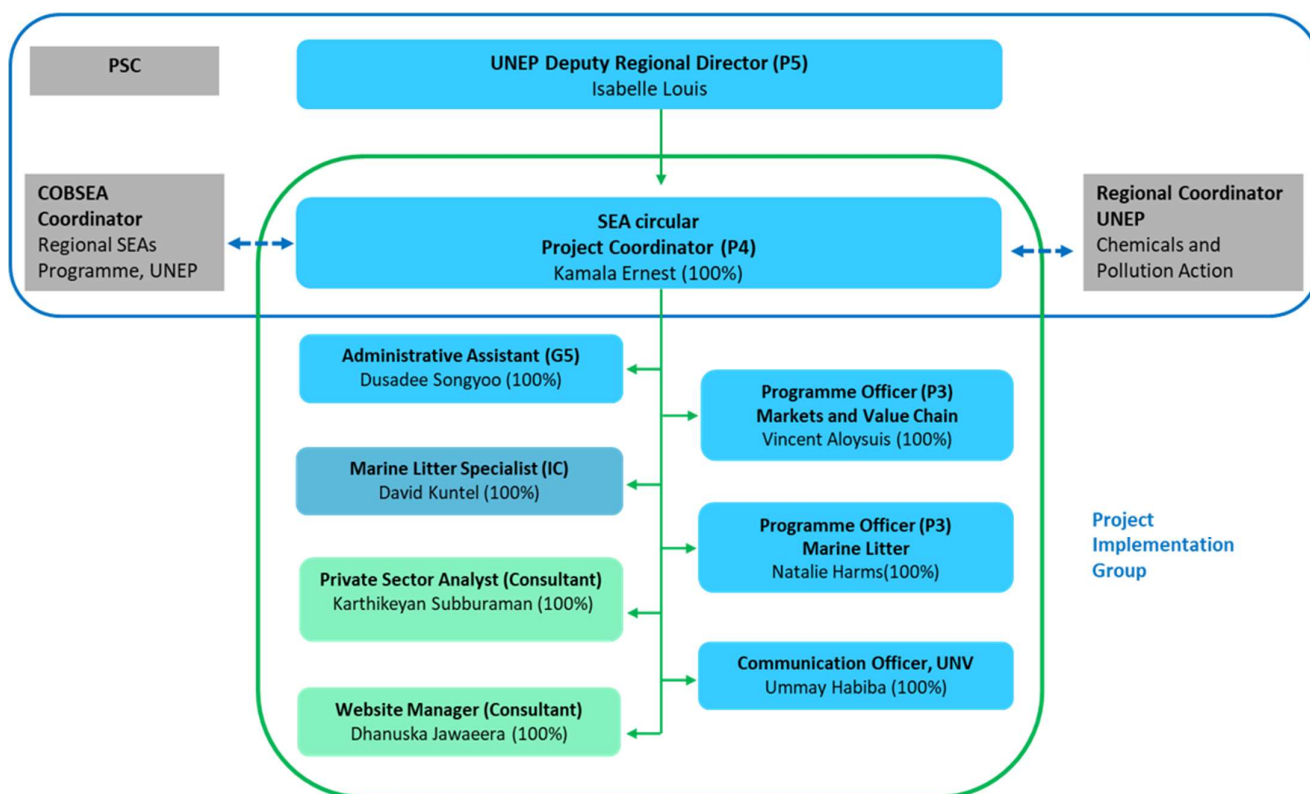 PSC
UNEP Deputy Regional Director (P5)
Isabelle Louis
COBSEA
Coordinator
Regional SEAs
Programme, UNEP
SEA circular
Project Coordinator (P4)
Kamala Ernest (100%)
Regional Coordinator
UNEP
Chemicals and
Pollution Action
Administrative Assistant (G5)
Dusadee Songyoo (100%)
Programme Officer (P3)
Markets and Value Chain
Vincent Aloysuis (100%)
Marine Litter Specialist (IC)
David Kuntel (100%)
Programme Officer (P3)
Marine Litter
Natalie Harms(100%)
Project
Implementation
Group
Private Sector Analyst (Consultant)
Karthikeyan Subburaman (100%)
Communication Officer, UNV
Ummay Habiba (100%)
Website Manager (Consultant)
Dhanuska Jawaeera (100%)